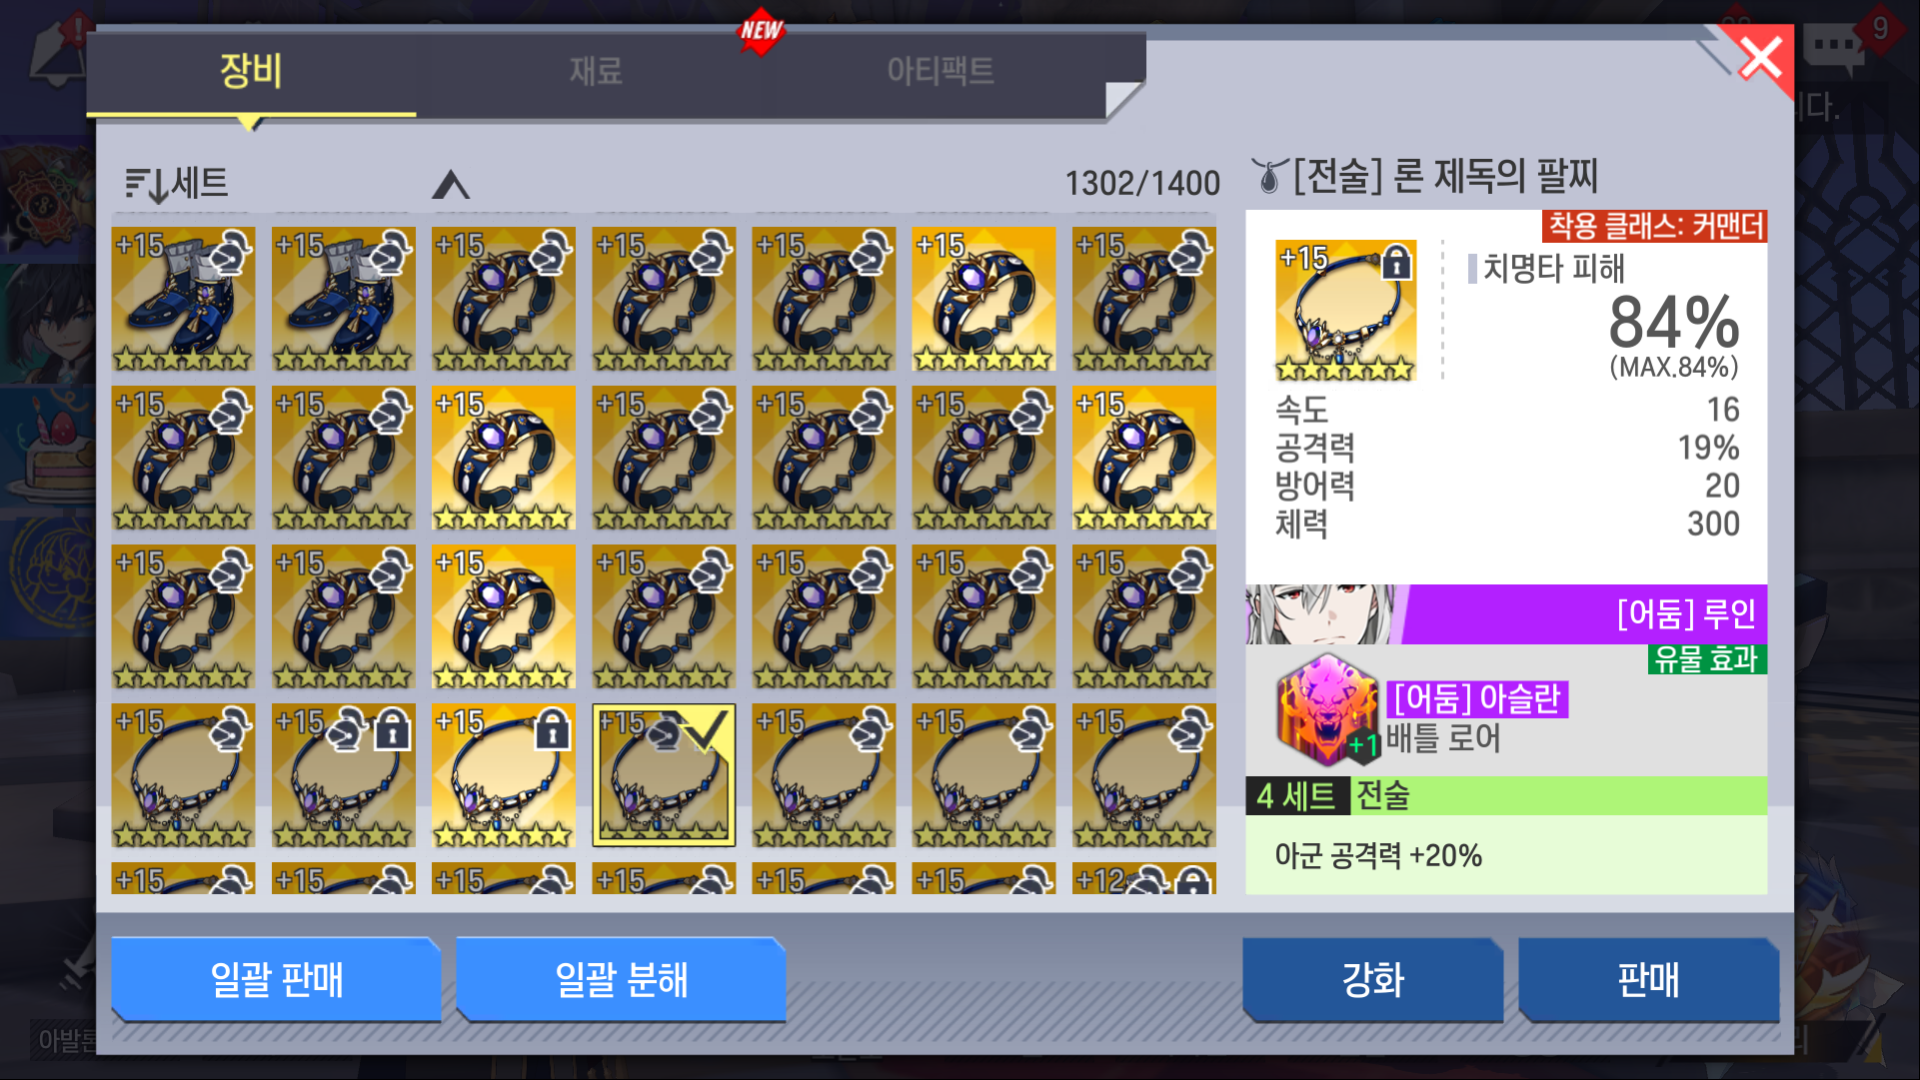 장비
재료
NEW
아티팩트
9
니다.
세트
1302/1400
[전술] 론 제독의 팔찌
+15 +15 +15 +15 +15 +15 +15
+15 +15 +15 +15 +15 +15 +15
+15 +15 +15 +15 +15 +15 +15
+15 +15 +15 +15 +15 +15 +15
+15 +15 +15 +15 +15 +15 +12
착용 클래스: 커맨더
+15
치명타 피해
84%
(MAX.84%)
속도 16
공격력 19%
방어력 20
체력 300
[어둠] 루인
유물 효과
[어둠] 아슬란
+1
배틀 로어
4 세트 전술
아군 공격력 +20%
일괄 판매
일괄 분해
강화
판매
아발론